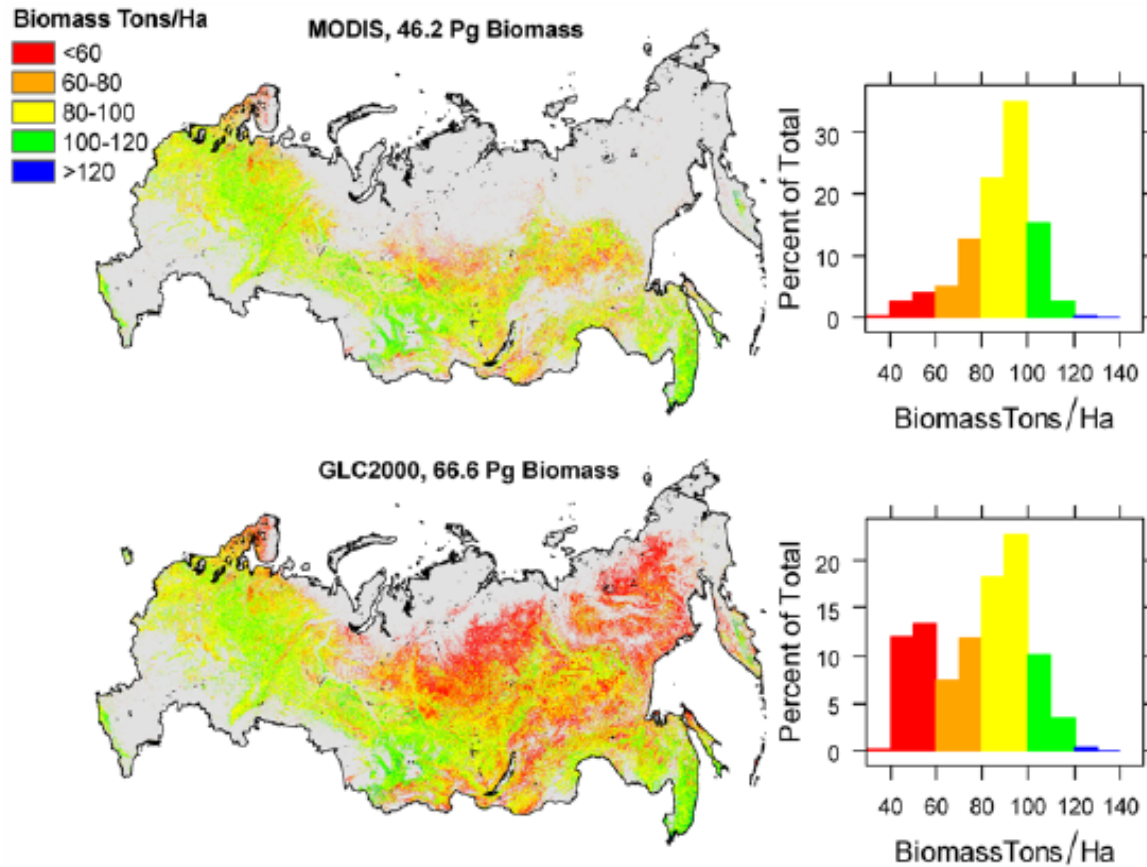 Biomass Tons/Ha
<60
60-80
80-100
100-120
>120
MODIS, 46.2 Pg Biomass
Percent of Total
30
20
10
0
40 60 80 100 120 140
BiomassTons/Ha
GLC2000, 66.6 Pg Biomass
Percent of Total
20
15
10
5
0
40 60 80 100 120 140
BiomassTons/Ha